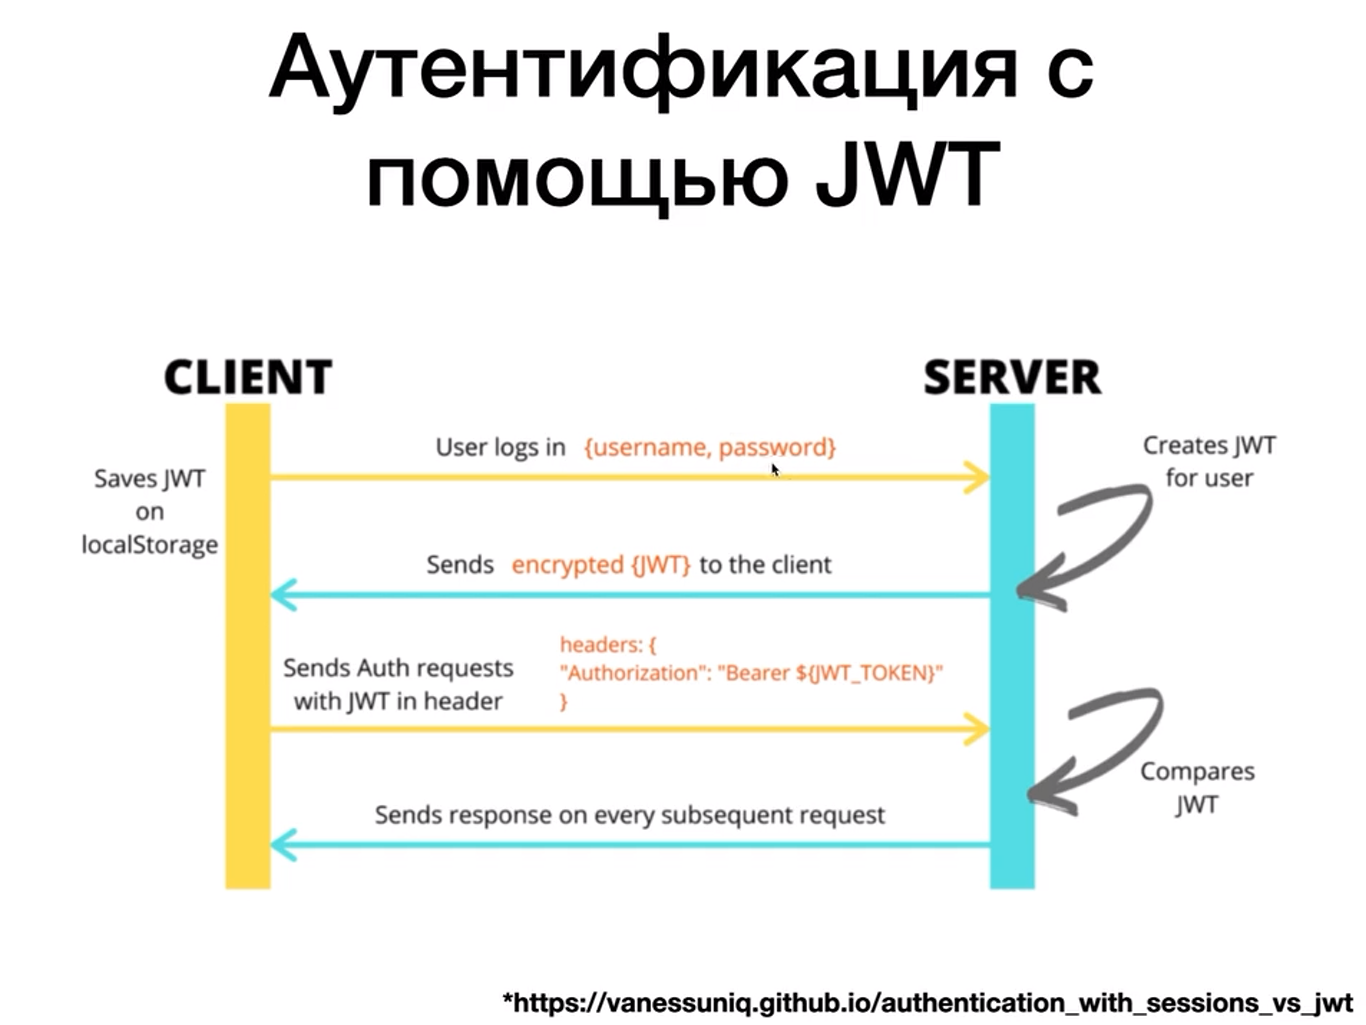 Аутентификация с
помощью JWT
CLIENT
SERVER
User logs in {username, password}
Creates JWT
for user
Saves JWT
on
localStorage
Sends encrypted {JWT} to the client
Sends Auth requests
with JWT in header
headers: {
"Authorization": "Bearer ${JWT_TOKEN}"
}
Compares
JWT
Sends response on every subsequent request
*https://vanessuniq.github.io/authentication_with_sessions_vs_jwt